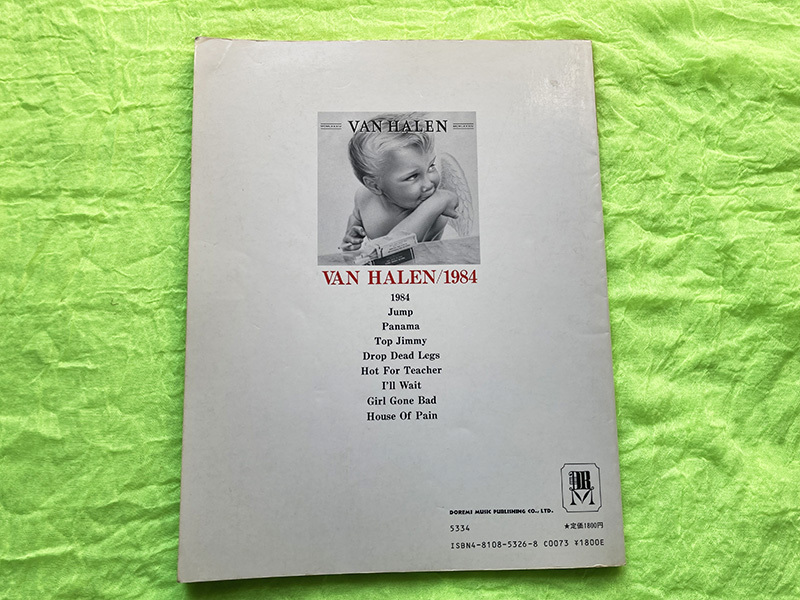 VAN HALEN
VAN HALEN/1984
1984
Jump
Panama
Top Jimmy
Drop Dead Legs
Hot For Teacher
I'll Wait
Girl Gone Bad
House Of Pain
DRM
DOREMI MUSIC PUBLISHING CO., LTD.
5334
★定価1800円
ISBN4-8108-5326-8 C0073 ¥1800E